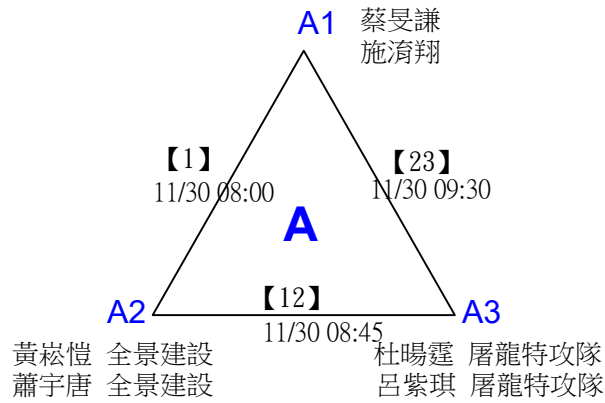 A1 蔡旻謙
施淯翔
【1】
11/30 08:00
【23】
11/30 09:30
A
A2
【12】
11/30 08:45
A3
黃崧愷 全景建設
蕭宇唐 全景建設
杜暘霆 屠龍特攻隊
呂紫琪 屠龍特攻隊